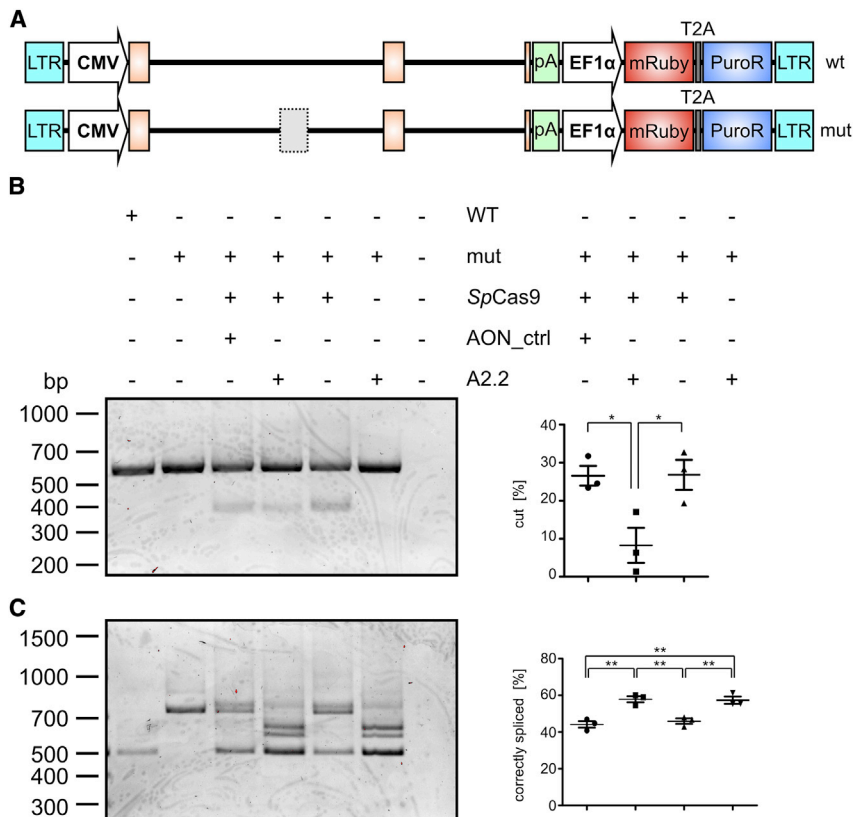 A
T2A
LTR CMV pA EF1α mRuby PuroR LTR wt
T2A
LTR CMV pA EF1α mRuby PuroR LTR mut
B
+ - - - - - - WT - - - -
- + + + + + - mut + + + +
- - + + + - - SpCas9 + + + -
- - + - - - - AON_ctrl + - - -
bp - - - + - + - A2.2 - + - +
1000
700
500
400
300
200
* *
40
30
20
10
0
cut [%]
C
1500
1000
700
500
400
300
**
** ** **
80
60
40
20
0
correctly spliced [%]